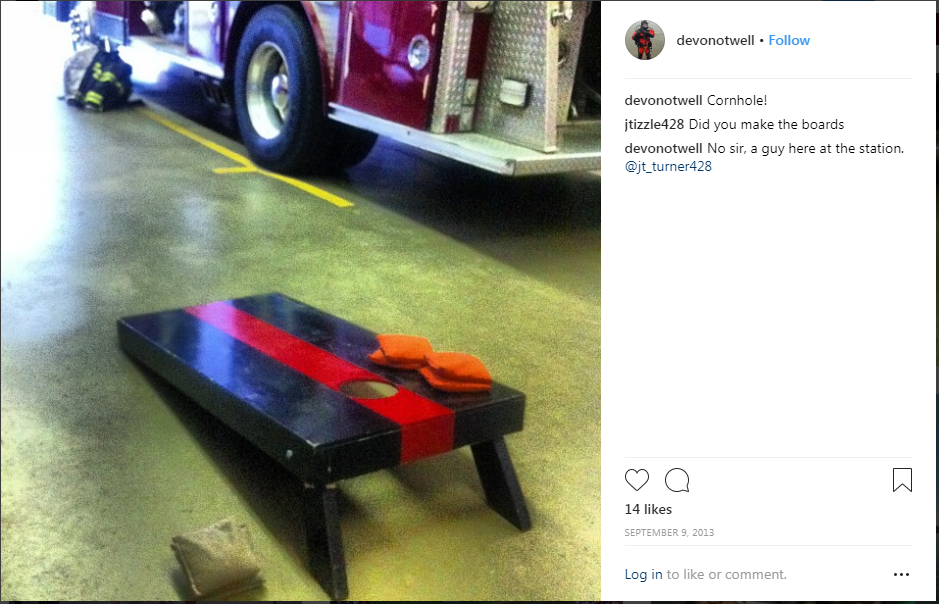 devonotwell • Follow
devonotwell Cornhole!
jtizzle428 Did you make the boards
devonotwell No sir, a guy here at the station.
@jt_turner428
14 likes
SEPTEMBER 9, 2013
Log in to like or comment.